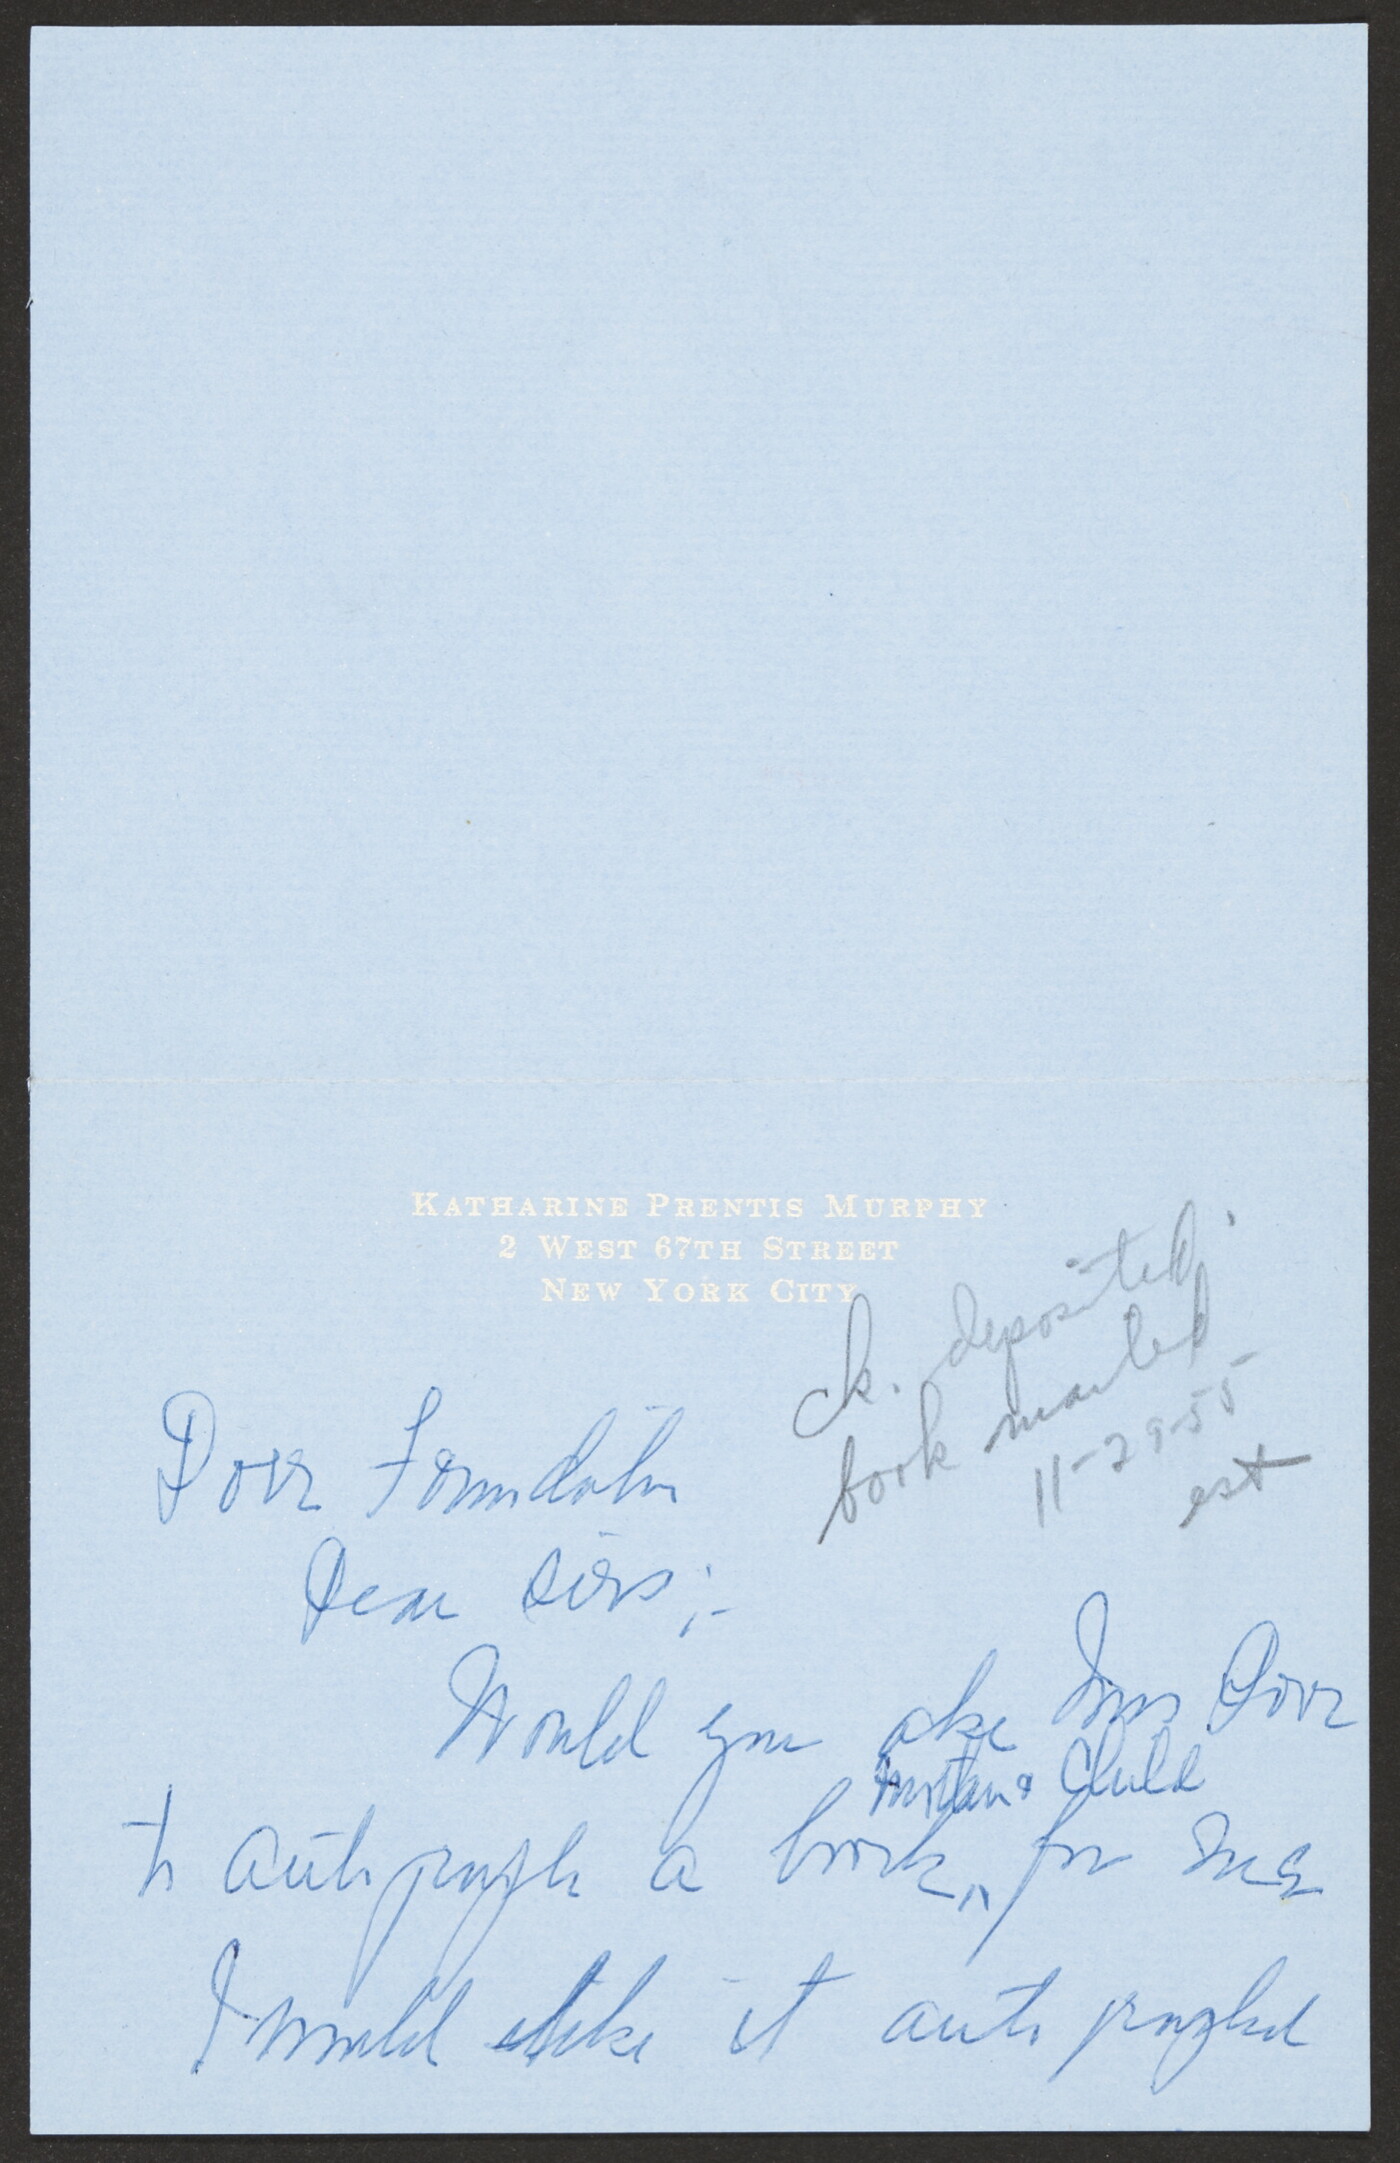 KATHARINE PRENTIS MURPHY
2 WEST 67TH STREET
NEW YORK CITY
ck. deposited;
book mailed
11-29-55
est
Dorr Foundation
Dear Sirs;-
Would you ask Mrs Dorr
Mother & Child
to autograph a book, for me
I would like it autographed